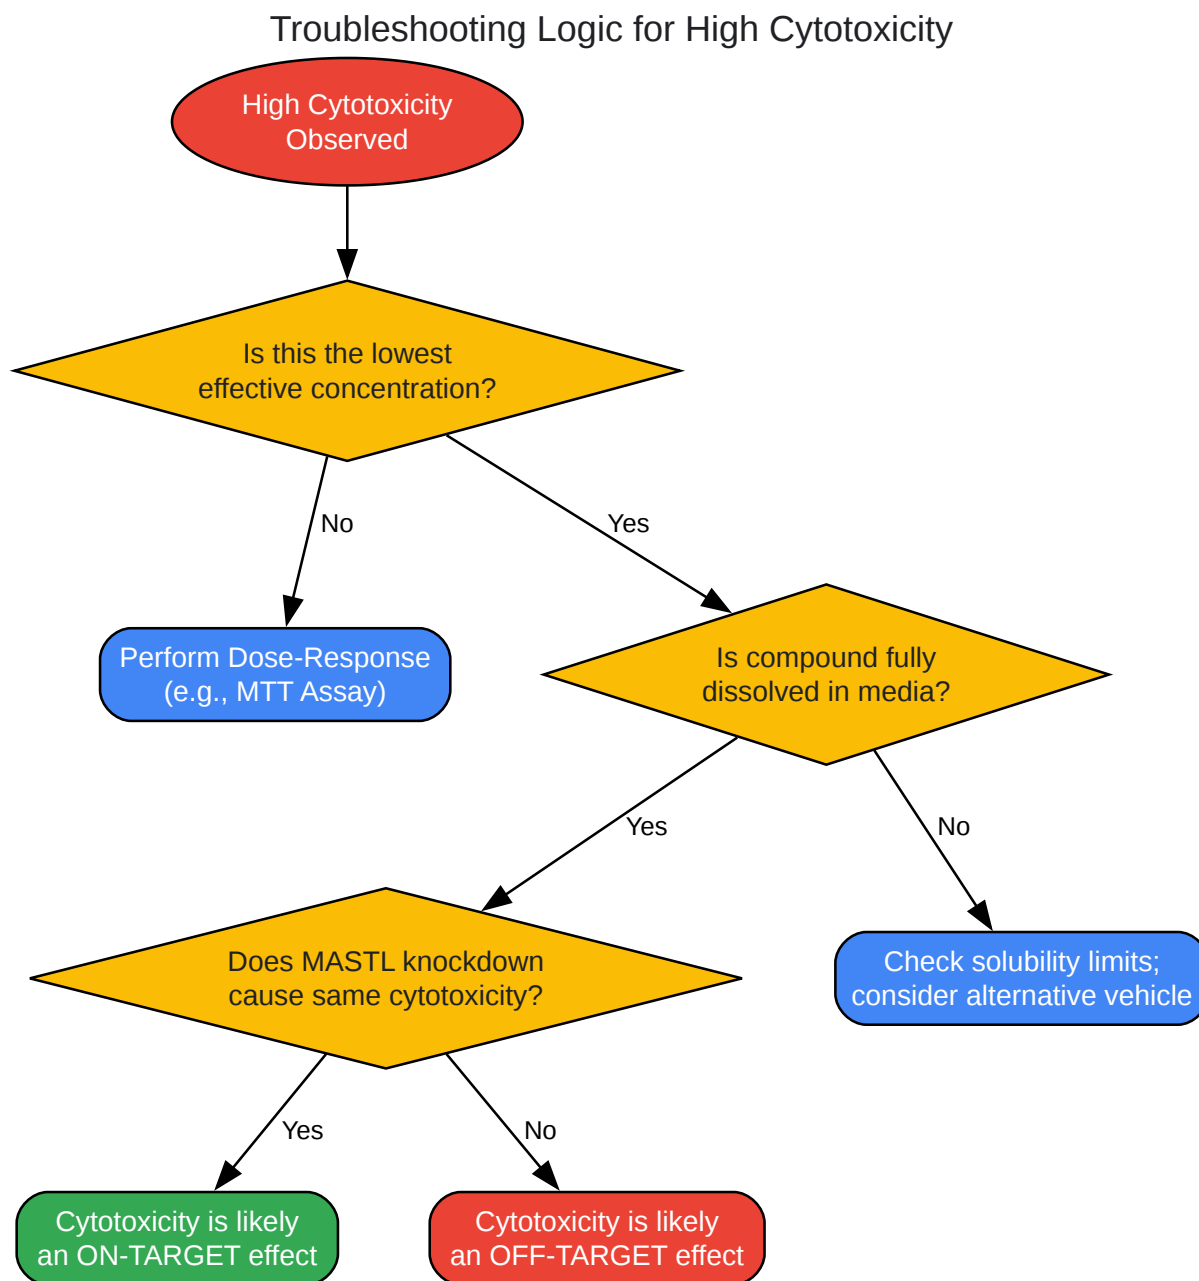 Troubleshooting Logic for High Cytotoxicity
High Cytotoxicity
Observed
Is this the lowest
effective concentration?
No
Yes
Perform Dose-Response
(e.g., MTT Assay)
Is compound fully
dissolved in media?
Yes
No
Does MASTL knockdown
cause same cytotoxicity?
Check solubility limits;
consider alternative vehicle
Yes
No
Cytotoxicity is likely
an ON-TARGET effect
Cytotoxicity is likely
an OFF-TARGET effect